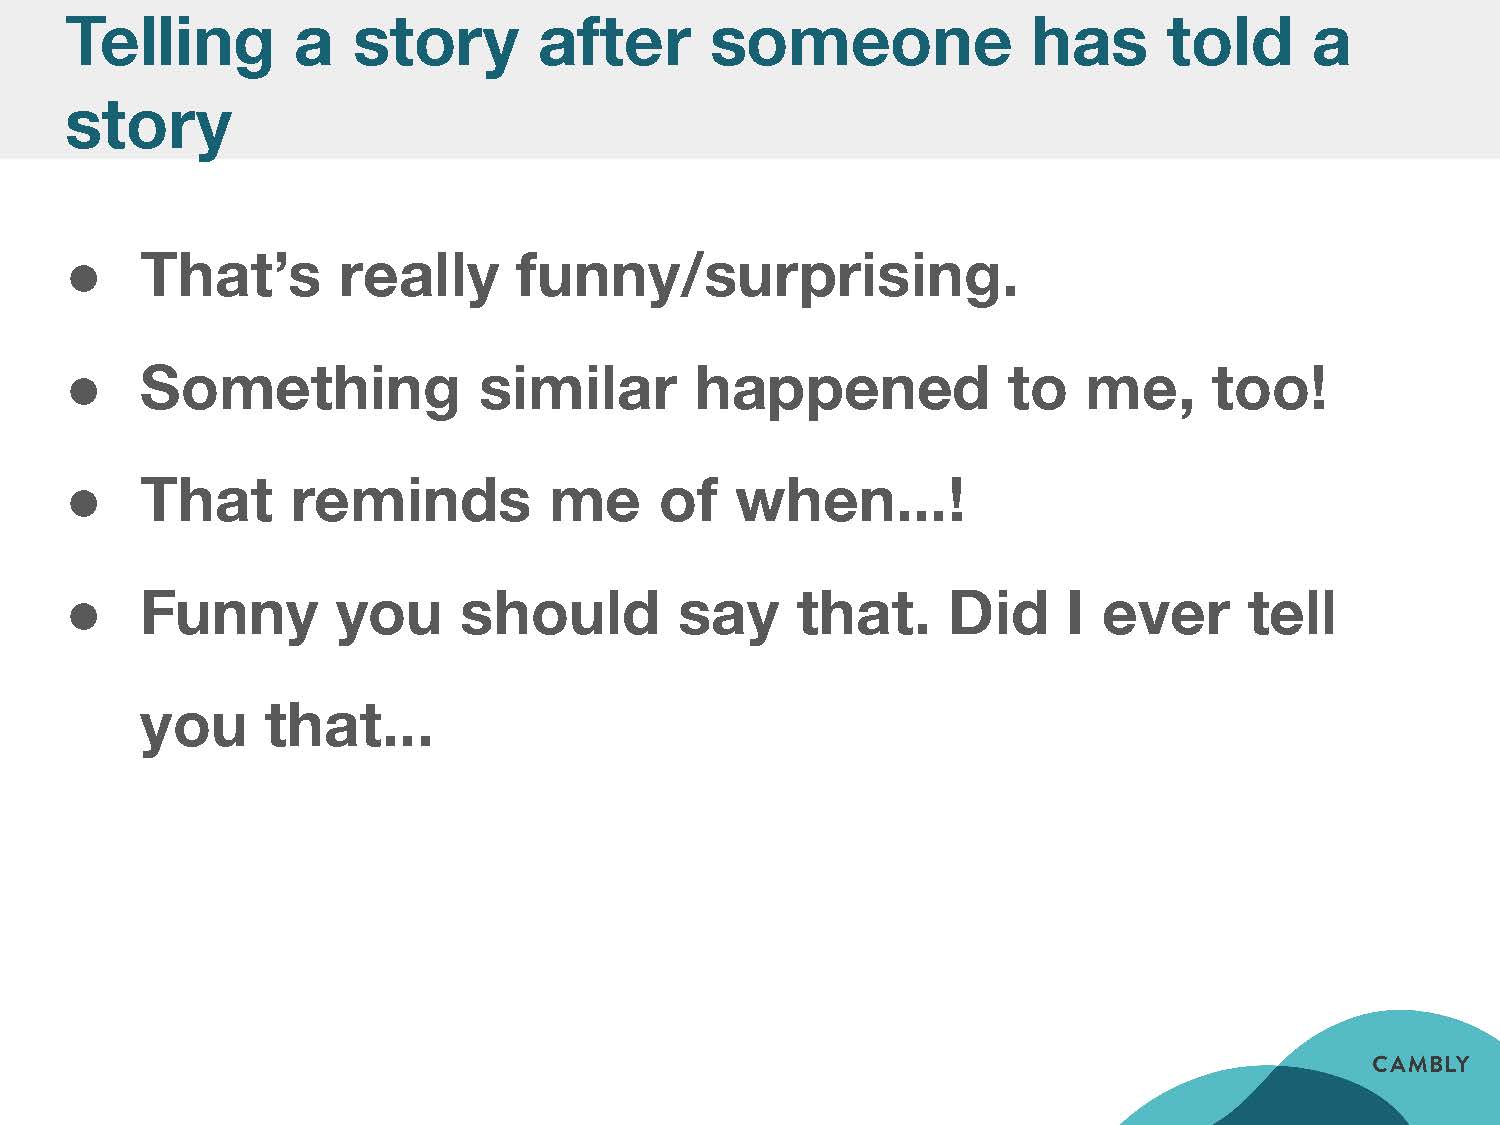 Telling a story after someone has told a
story
● That’s really funny/surprising.
● Something similar happened to me, too!
● That reminds me of when...!
● Funny you should say that. Did I ever tell
you that...
CAMBLY